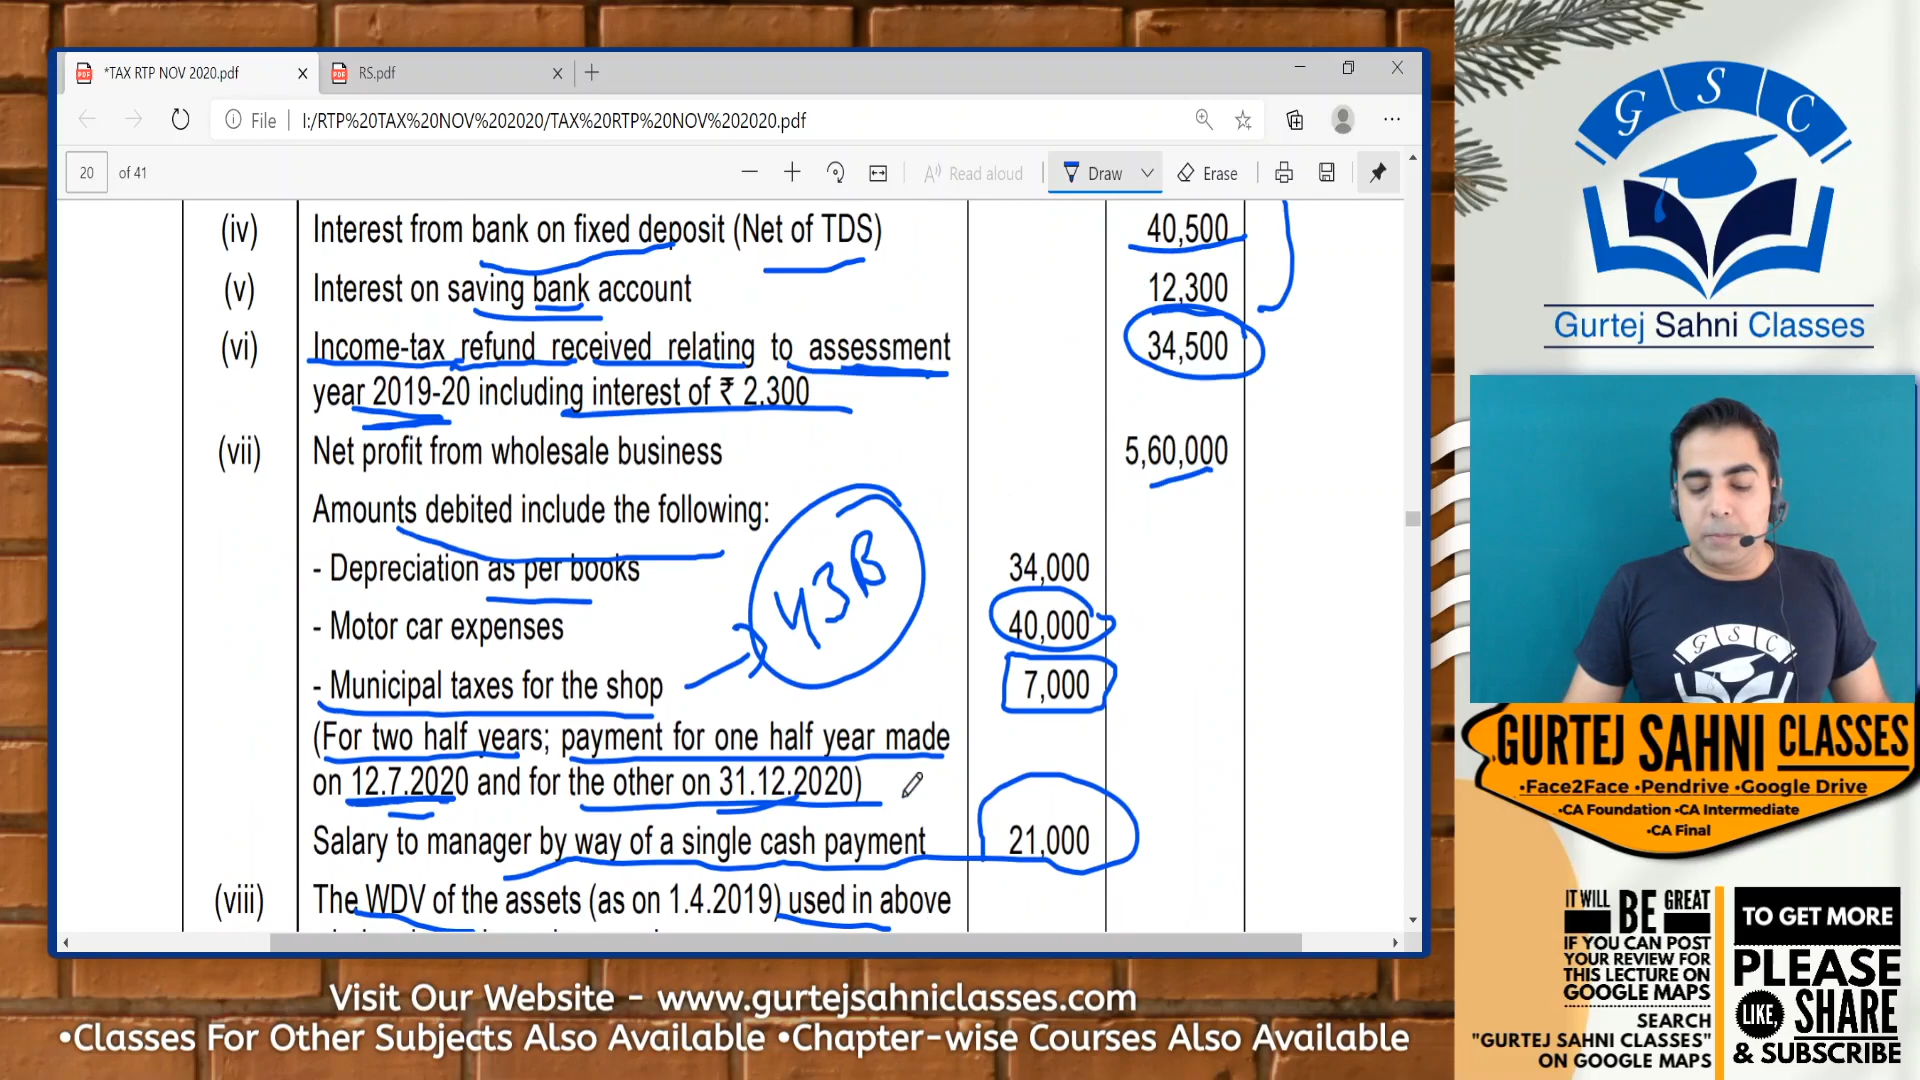 *TAX RTP NOV 2020.pdf
RS.pdf
File
I:/RTP%20TAX%20NOV%202020/TAX%20RTP%20NOV%202020.pdf
20 of 41
Read aloud
Draw
Erase
(iv) Interest from bank on fixed deposit (Net of TDS) 40,500
(v) Interest on saving bank account 12,300
(vi) Income-tax refund received relating to assessment 34,500
year 2019-20 including interest of ₹ 2.300
(vii) Net profit from wholesale business 5,60,000
Amounts debited include the following:
- Depreciation as per books 34,000
43B
- Motor car expenses 40,000
- Municipal taxes for the shop 7,000
(For two half years; payment for one half year made
on 12.7.2020 and for the other on 31.12.2020)
Salary to manager by way of a single cash payment 21,000
(viii) The WDV of the assets (as on 1.4.2019) used in above
G S C
Gurtej Sahni Classes
G S C
GURTEJ SAHNI CLASSES
•Face2Face •Pendrive •Google Drive
•CA Foundation •CA Intermediate
•CA Final
IT WILL BE GREAT
IF YOU CAN POST
YOUR REVIEW FOR
THIS LECTURE ON
GOOGLE MAPS
SEARCH
"GURTEJ SAHNI CLASSES"
ON GOOGLE MAPS
TO GET MORE
PLEASE
LIKE, SHARE
& SUBSCRIBE
Visit Our Website - www.gurtejsahniclasses.com
•Classes For Other Subjects Also Available •Chapter-wise Courses Also Available